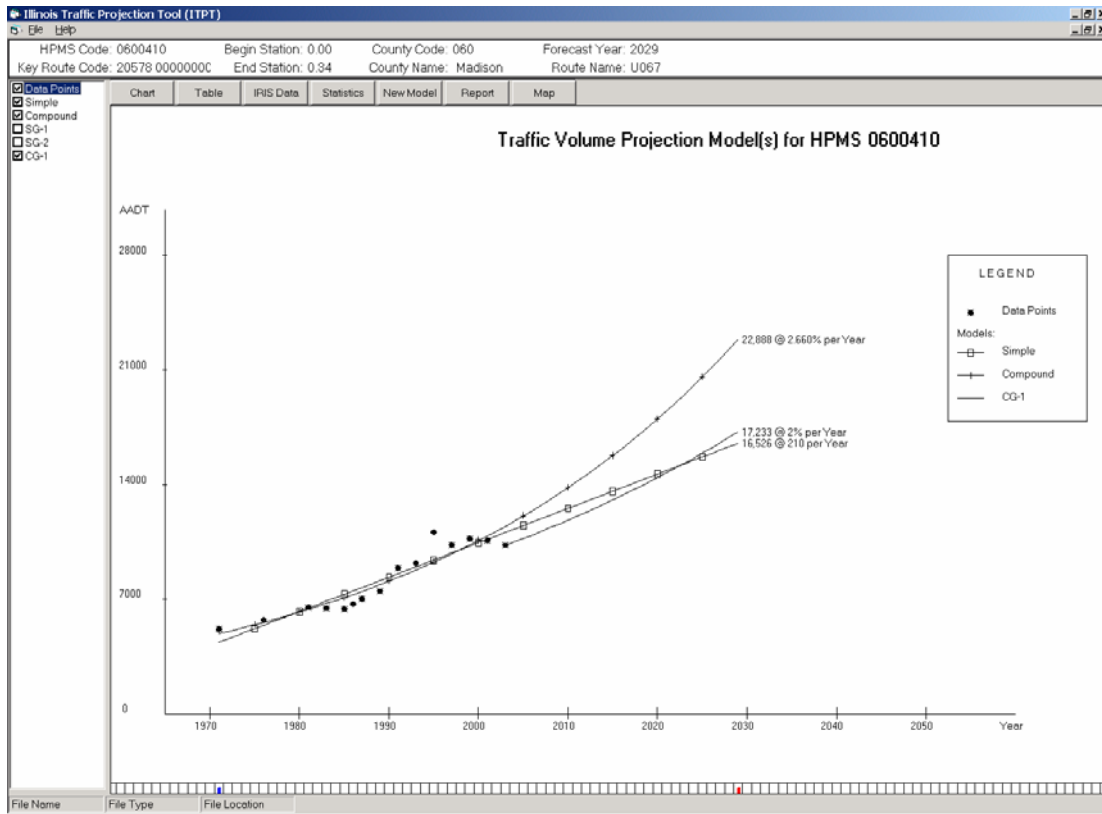 Illinois Traffic Projection Tool (ITPT)
File Help
HPMS Code: 0600410 Begin Station: 0.00 County Code: 060 Forecast Year: 2029
Key Route Code: 20578 00000000C End Station: 0.34 County Name: Madison Route Name: U067
Data Points
Simple
Compound
SG-1
SG-2
CG-1
Chart Table IRIS Data Statistics New Model Report Map
Traffic Volume Projection Model(s) for HPMS 0600410
AADT
28000
21000
14000
7000
0
22,888 @ 2.660% per Year
17,233 @ 2% per Year
16,526 @ 210 per Year
LEGEND
Data Points
Models:
Simple
Compound
CG-1
1970 1980 1990 2000 2010 2020 2030 2040 2050 Year
File Name File Type File Location